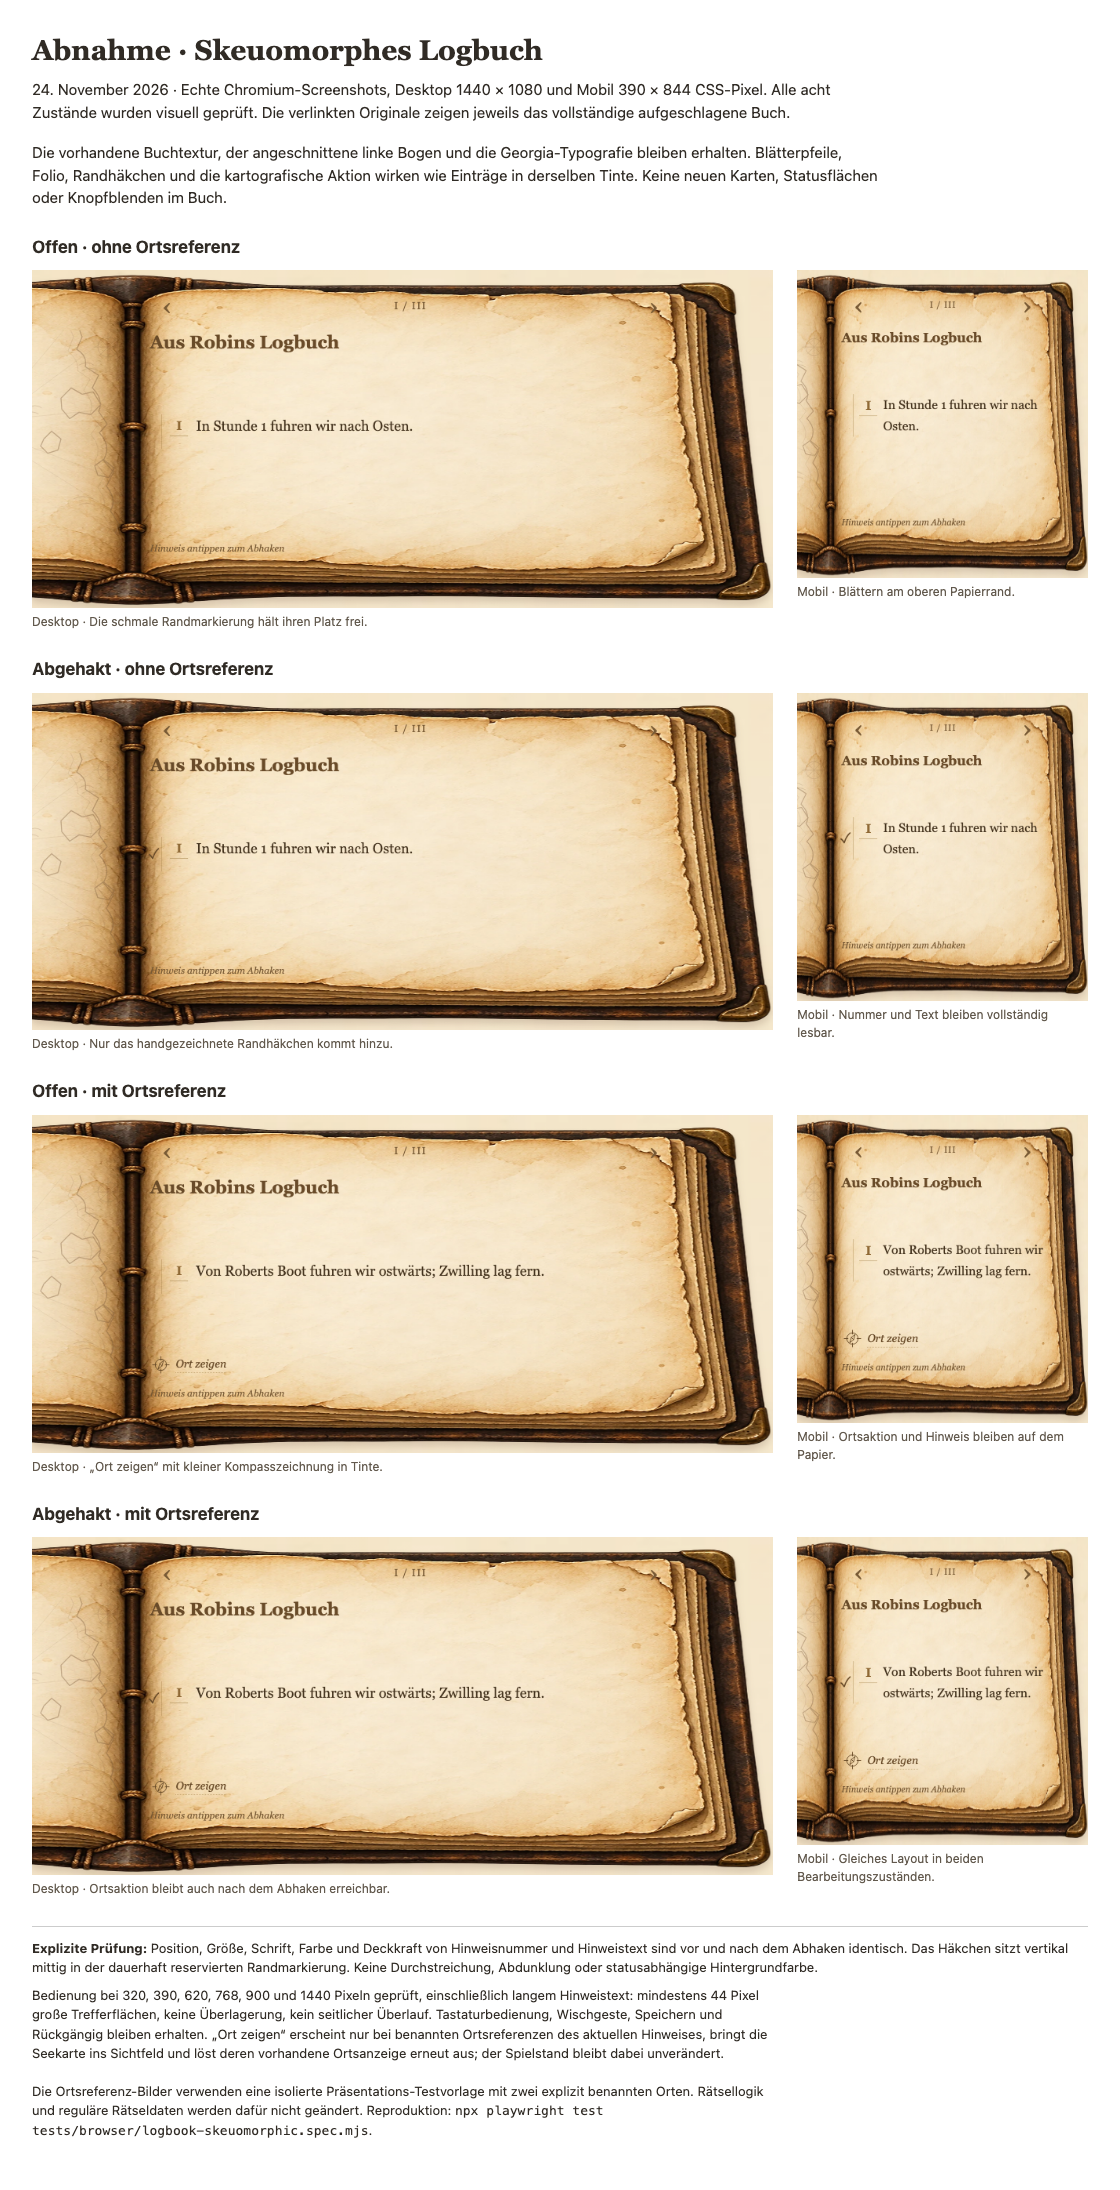 Abnahme · Skeuomorphes Logbuch
24. November 2026 · Echte Chromium-Screenshots, Desktop 1440 × 1080 und Mobil 390 × 844 CSS-Pixel. Alle acht
Zustände wurden visuell geprüft. Die verlinkten Originale zeigen jeweils das vollständige aufgeschlagene Buch.
Die vorhandene Buchtextur, der angeschnittene linke Bogen und die Georgia-Typografie bleiben erhalten. Blätterpfeile,
Folio, Randhäkchen und die kartografische Aktion wirken wie Einträge in derselben Tinte. Keine neuen Karten, Statusflächen
oder Knopfblenden im Buch.
Offen · ohne Ortsreferenz
‹ I / III ›
Aus Robins Logbuch
I In Stunde 1 fuhren wir nach Osten.
Hinweis antippen zum Abhaken
Desktop · Die schmale Randmarkierung hält ihren Platz frei.
‹ I / III ›
Aus Robins Logbuch
I In Stunde 1 fuhren wir nach
Osten.
Hinweis antippen zum Abhaken
Mobil · Blättern am oberen Papierrand.
Abgehakt · ohne Ortsreferenz
‹ I / III ›
Aus Robins Logbuch
✓ I In Stunde 1 fuhren wir nach Osten.
Hinweis antippen zum Abhaken
Desktop · Nur das handgezeichnete Randhäkchen kommt hinzu.
‹ I / III ›
Aus Robins Logbuch
✓ I In Stunde 1 fuhren wir nach
Osten.
Hinweis antippen zum Abhaken
Mobil · Nummer und Text bleiben vollständig
lesbar.
Offen · mit Ortsreferenz
‹ I / III ›
Aus Robins Logbuch
I Von Roberts Boot fuhren wir ostwärts; Zwilling lag fern.
Ort zeigen
Hinweis antippen zum Abhaken
Desktop · „Ort zeigen“ mit kleiner Kompasszeichnung in Tinte.
‹ I / III ›
Aus Robins Logbuch
I Von Roberts Boot fuhren wir
ostwärts; Zwilling lag fern.
Ort zeigen
Hinweis antippen zum Abhaken
Mobil · Ortsaktion und Hinweis bleiben auf dem
Papier.
Abgehakt · mit Ortsreferenz
‹ I / III ›
Aus Robins Logbuch
✓ I Von Roberts Boot fuhren wir ostwärts; Zwilling lag fern.
Ort zeigen
Hinweis antippen zum Abhaken
Desktop · Ortsaktion bleibt auch nach dem Abhaken erreichbar.
‹ I / III ›
Aus Robins Logbuch
✓ I Von Roberts Boot fuhren wir
ostwärts; Zwilling lag fern.
Ort zeigen
Hinweis antippen zum Abhaken
Mobil · Gleiches Layout in beiden
Bearbeitungszuständen.
Explizite Prüfung: Position, Größe, Schrift, Farbe und Deckkraft von Hinweisnummer und Hinweistext sind vor und nach dem Abhaken identisch. Das Häkchen sitzt vertikal
mittig in der dauerhaft reservierten Randmarkierung. Keine Durchstreichung, Abdunklung oder statusabhängige Hintergrundfarbe.
Bedienung bei 320, 390, 620, 768, 900 und 1440 Pixeln geprüft, einschließlich langem Hinweistext: mindestens 44 Pixel
große Trefferflächen, keine Überlagerung, kein seitlicher Überlauf. Tastaturbedienung, Wischgeste, Speichern und
Rückgängig bleiben erhalten. „Ort zeigen“ erscheint nur bei benannten Ortsreferenzen des aktuellen Hinweises, bringt die
Seekarte ins Sichtfeld und löst deren vorhandene Ortsanzeige erneut aus; der Spielstand bleibt dabei unverändert.
Die Ortsreferenz-Bilder verwenden eine isolierte Präsentations-Testvorlage mit zwei explizit benannten Orten. Rätsellogik
und reguläre Rätseldaten werden dafür nicht geändert. Reproduktion: npx playwright test
tests/browser/logbook-skeuomorphic.spec.mjs.